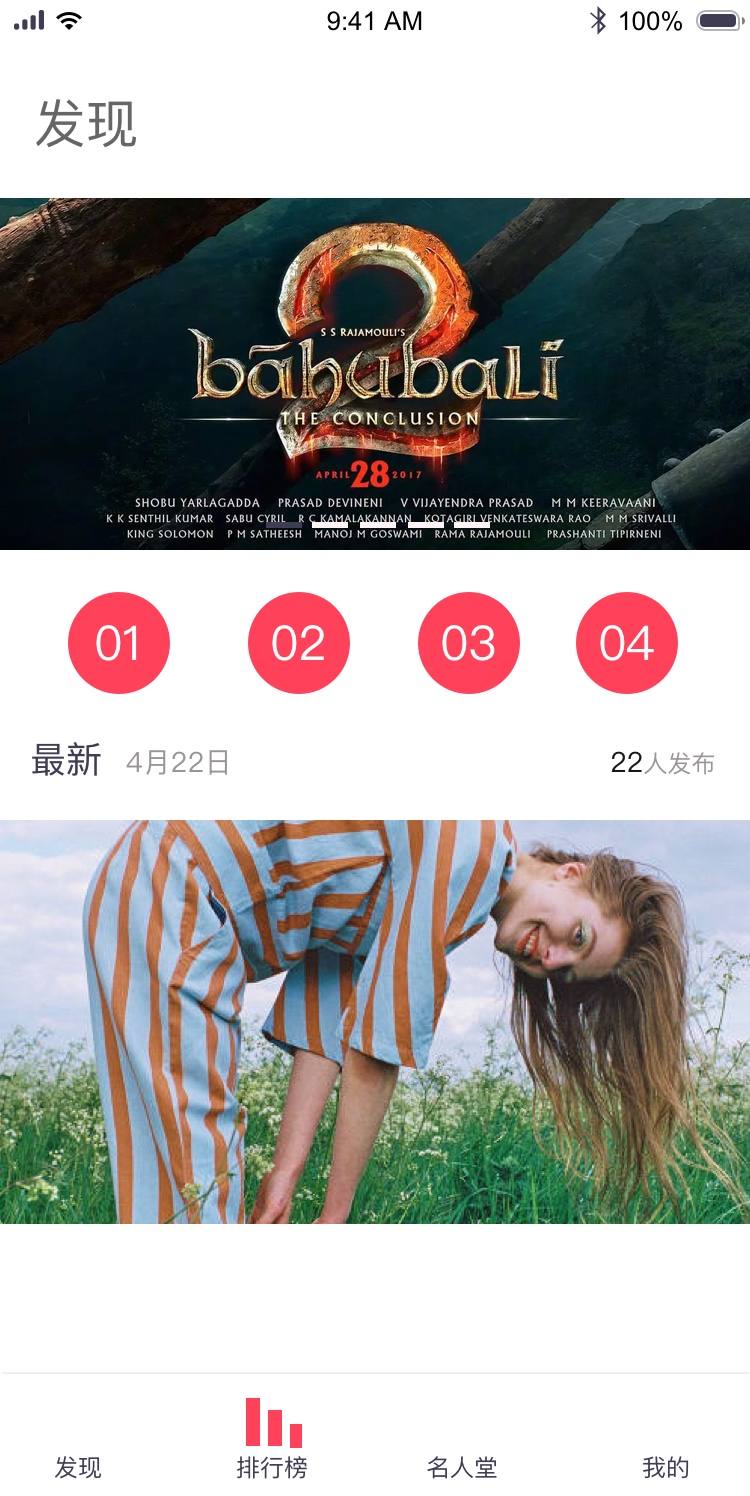 9:41 AM 100%
发现
2
S S RAJAMOULI'S
bāhubali
THE CONCLUSION
APRIL 28 2017
SHOBU YARLAGADDA PRASAD DEVINENI V VIJAYENDRA PRASAD M M KEERAVAANI
K K SENTHIL KUMAR SABU CYRIL R C KAMALAKANNAN KOTAGIRI VENKATESWARA RAO M M SRIVALLI
KING SOLOMON P M SATHEESH MANOJ M GOSWAMI RAMA RAJAMOULI PRASHANTI TIPIRNENI
01 02 03 04
最新 4月22日 22人发布
发现 排行榜 名人堂 我的